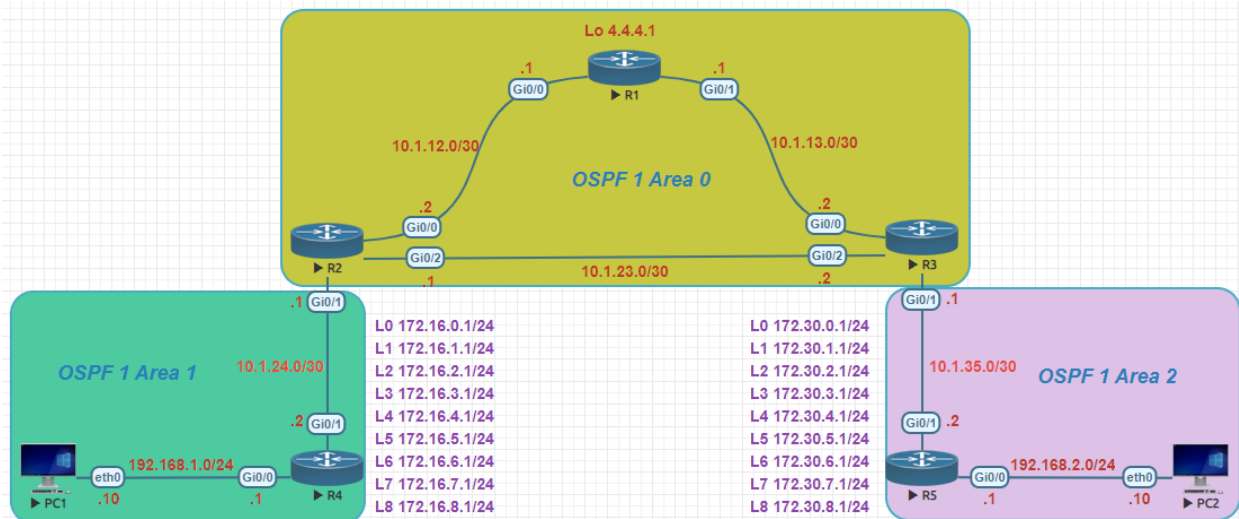 Lo 4.4.4.1
.1
.1
Gi0/0
Gi0/1
R1
10.1.12.0/30
10.1.13.0/30
OSPF 1 Area 0
.2
.2
Gi0/0
Gi0/0
R2
Gi0/2
10.1.23.0/30
Gi0/2
R3
.1
.2
.1 Gi0/1
Gi0/1 .1
OSPF 1 Area 1
10.1.24.0/30
.2 Gi0/1
192.168.1.0/24
eth0
Gi0/0
PC1
.10
.1
R4
L0 172.16.0.1/24
L1 172.16.1.1/24
L2 172.16.2.1/24
L3 172.16.3.1/24
L4 172.16.4.1/24
L5 172.16.5.1/24
L6 172.16.6.1/24
L7 172.16.7.1/24
L8 172.16.8.1/24
L0 172.30.0.1/24
L1 172.30.1.1/24
L2 172.30.2.1/24
L3 172.30.3.1/24
L4 172.30.4.1/24
L5 172.30.5.1/24
L6 172.30.6.1/24
L7 172.30.7.1/24
L8 172.30.8.1/24
10.1.35.0/30
OSPF 1 Area 2
Gi0/1 .2
192.168.2.0/24
Gi0/0
eth0
R5
.1
.10
PC2